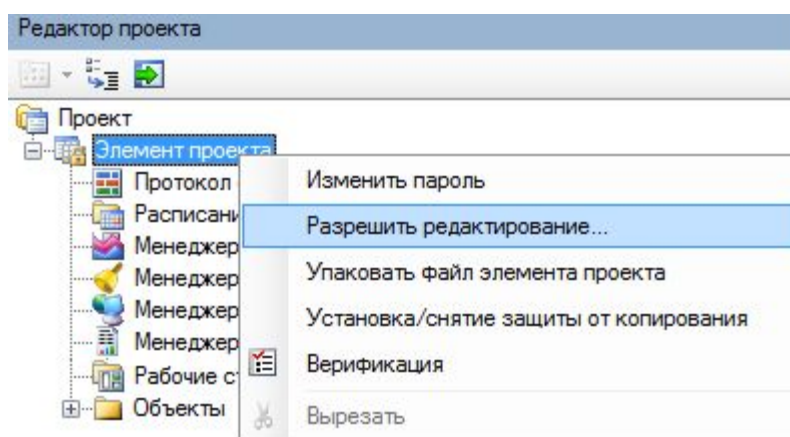 Редактор проекта
Проект
Элемент проекта
Протокол
Изменить пароль
Расписани
Разрешить редактирование...
Менеджер
Менеджер
Упаковать файл элемента проекта
Менеджер
Установка/снятие защиты от копирования
Менеджер
Рабочие с
Верификация
Объекты
Вырезать